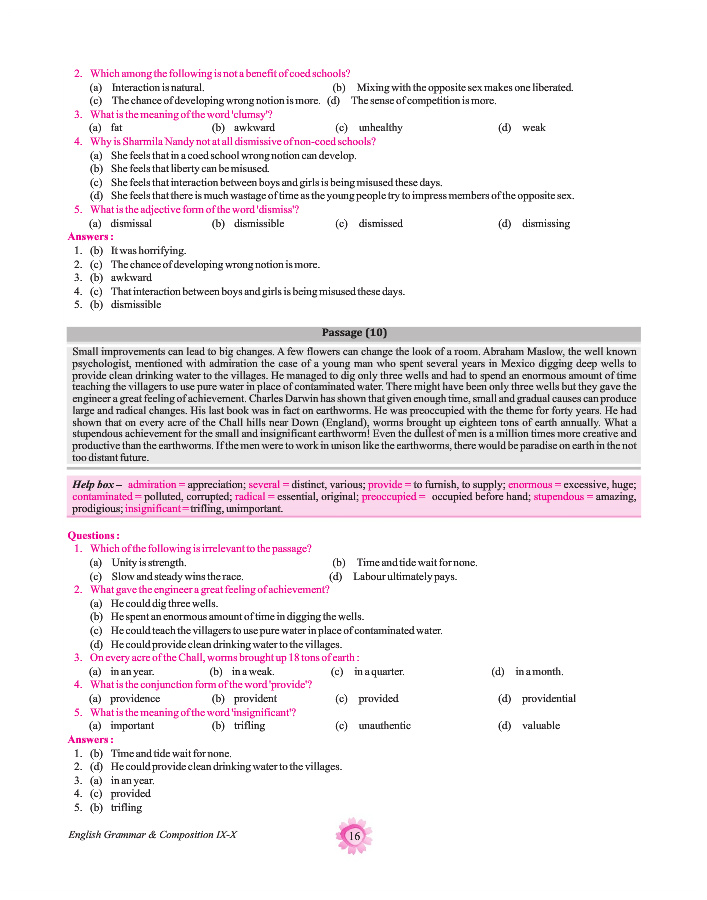 2. Which among the following is not a benefit of coed schools?
(a) Interaction is natural. (b) Mixing with the opposite sex makes one liberated.
(c) The chance of developing wrong notion is more. (d) The sense of competition is more.
3. What is the meaning of the word 'clumsy'?
(a) fat (b) awkward (c) unhealthy (d) weak
4. Why is Sharmila Nandy not at all dismissive of non-coed schools?
(a) She feels that in a coed school wrong notion can develop.
(b) She feels that liberty can be misused.
(c) She feels that interaction between boys and girls is being misused these days.
(d) She feels that there is much wastage of time as the young people try to impress members of the opposite sex.
5. What is the adjective form of the word 'dismiss'?
(a) dismissal (b) dismissible (c) dismissed (d) dismissing
Answers :
1. (b) It was horrifying.
2. (c) The chance of developing wrong notion is more.
3. (b) awkward
4. (c) That interaction between boys and girls is being misused these days.
5. (b) dismissible
Passage (10)
Small improvements can lead to big changes. A few flowers can change the look of a room. Abraham Maslow, the well known
psychologist, mentioned with admiration the case of a young man who spent several years in Mexico digging deep wells to
provide clean drinking water to the villages. He managed to dig only three wells and had to spend an enormous amount of time
teaching the villagers to use pure water in place of contaminated water. There might have been only three wells but they gave the
engineer a great feeling of achievement. Charles Darwin has shown that given enough time, small and gradual causes can produce
large and radical changes. His last book was in fact on earthworms. He was preoccupied with the theme for forty years. He had
shown that on every acre of the Chall hills near Down (England), worms brought up eighteen tons of earth annually. What a
stupendous achievement for the small and insignificant earthworm! Even the dullest of men is a million times more creative and
productive than the earthworms. If the men were to work in unison like the earthworms, there would be paradise on earth in the not
too distant future.
Help box – admiration = appreciation; several = distinct, various; provide = to furnish, to supply; enormous = excessive, huge;
contaminated = polluted, corrupted; radical = essential, original; preoccupied = occupied before hand; stupendous = amazing,
prodigious; insignificant = trifling, unimportant.
Questions :
1. Which of the following is irrelevant to the passage?
(a) Unity is strength. (b) Time and tide wait for none.
(c) Slow and steady wins the race. (d) Labour ultimately pays.
2. What gave the engineer a great feeling of achievement?
(a) He could dig three wells.
(b) He spent an enormous amount of time in digging the wells.
(c) He could teach the villagers to use pure water in place of contaminated water.
(d) He could provide clean drinking water to the villages.
3. On every acre of the Chall, worms brought up 18 tons of earth :
(a) in an year. (b) in a weak. (c) in a quarter. (d) in a month.
4. What is the conjunction form of the word 'provide'?
(a) providence (b) provident (c) provided (d) providential
5. What is the meaning of the word 'insignificant'?
(a) important (b) trifling (c) unauthentic (d) valuable
Answers :
1. (b) Time and tide wait for none.
2. (d) He could provide clean drinking water to the villages.
3. (a) in an year.
4. (c) provided
5. (b) trifling
English Grammar & Composition IX-X
16